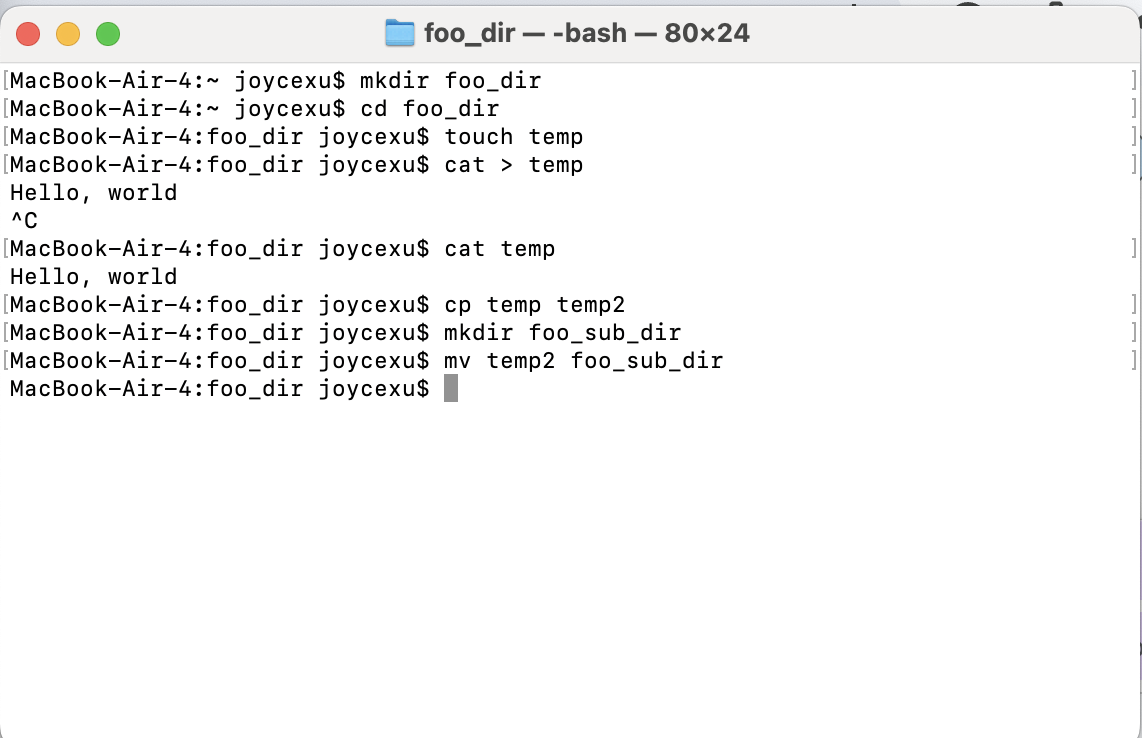 foo_dir — -bash — 80×24
[MacBook-Air-4:~ joycexu$ mkdir foo_dir ]
[MacBook-Air-4:~ joycexu$ cd foo_dir ]
[MacBook-Air-4:foo_dir joycexu$ touch temp ]
[MacBook-Air-4:foo_dir joycexu$ cat > temp ]
Hello, world
^C
[MacBook-Air-4:foo_dir joycexu$ cat temp ]
Hello, world
[MacBook-Air-4:foo_dir joycexu$ cp temp temp2 ]
[MacBook-Air-4:foo_dir joycexu$ mkdir foo_sub_dir ]
[MacBook-Air-4:foo_dir joycexu$ mv temp2 foo_sub_dir ]
MacBook-Air-4:foo_dir joycexu$